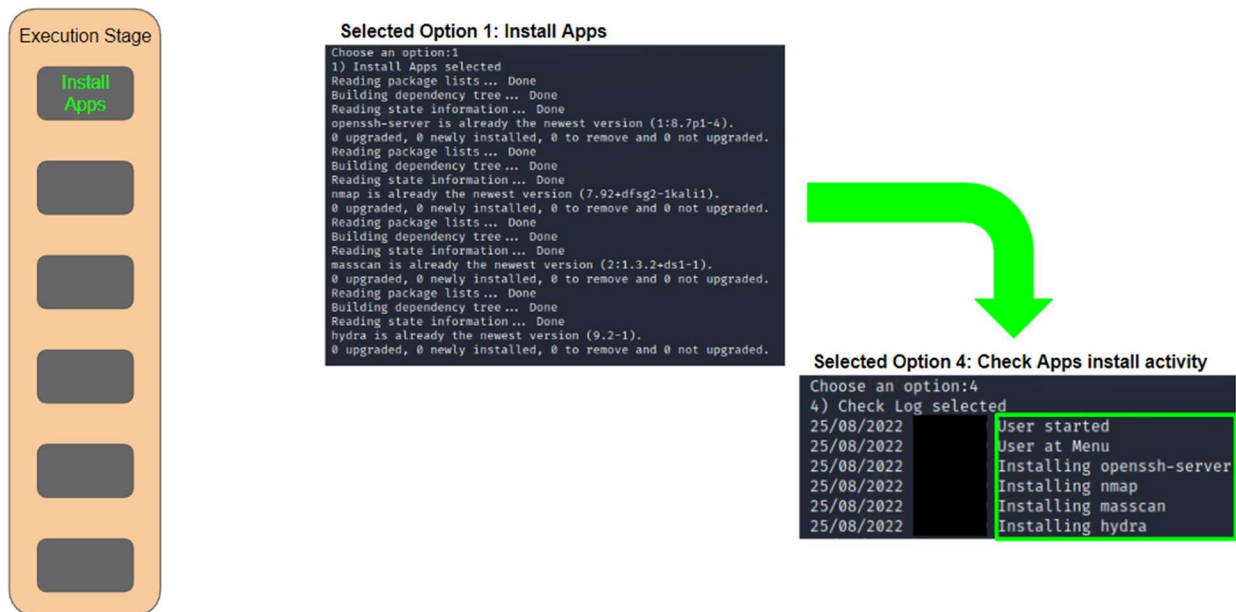 Execution Stage
Install
Apps
Selected Option 1: Install Apps
Choose an option:1
1) Install Apps selected
Reading package lists... Done
Building dependency tree... Done
Reading state information... Done
openssh-server is already the newest version (1:8.7p1-4).
0 upgraded, 0 newly installed, 0 to remove and 0 not upgraded.
Reading package lists... Done
Building dependency tree... Done
Reading state information... Done
nmap is already the newest version (7.92+dfsg2-1kali1).
0 upgraded, 0 newly installed, 0 to remove and 0 not upgraded.
Reading package lists... Done
Building dependency tree... Done
Reading state information... Done
masscan is already the newest version (2:1.3.2+ds1-1).
0 upgraded, 0 newly installed, 0 to remove and 0 not upgraded.
Reading package lists... Done
Building dependency tree... Done
Reading state information... Done
hydra is already the newest version (9.2-1).
0 upgraded, 0 newly installed, 0 to remove and 0 not upgraded.
Selected Option 4: Check Apps install activity
Choose an option:4
4) Check Log selected
25/08/2022 User started
25/08/2022 User at Menu
25/08/2022 Installing openssh-server
25/08/2022 Installing nmap
25/08/2022 Installing masscan
25/08/2022 Installing hydra